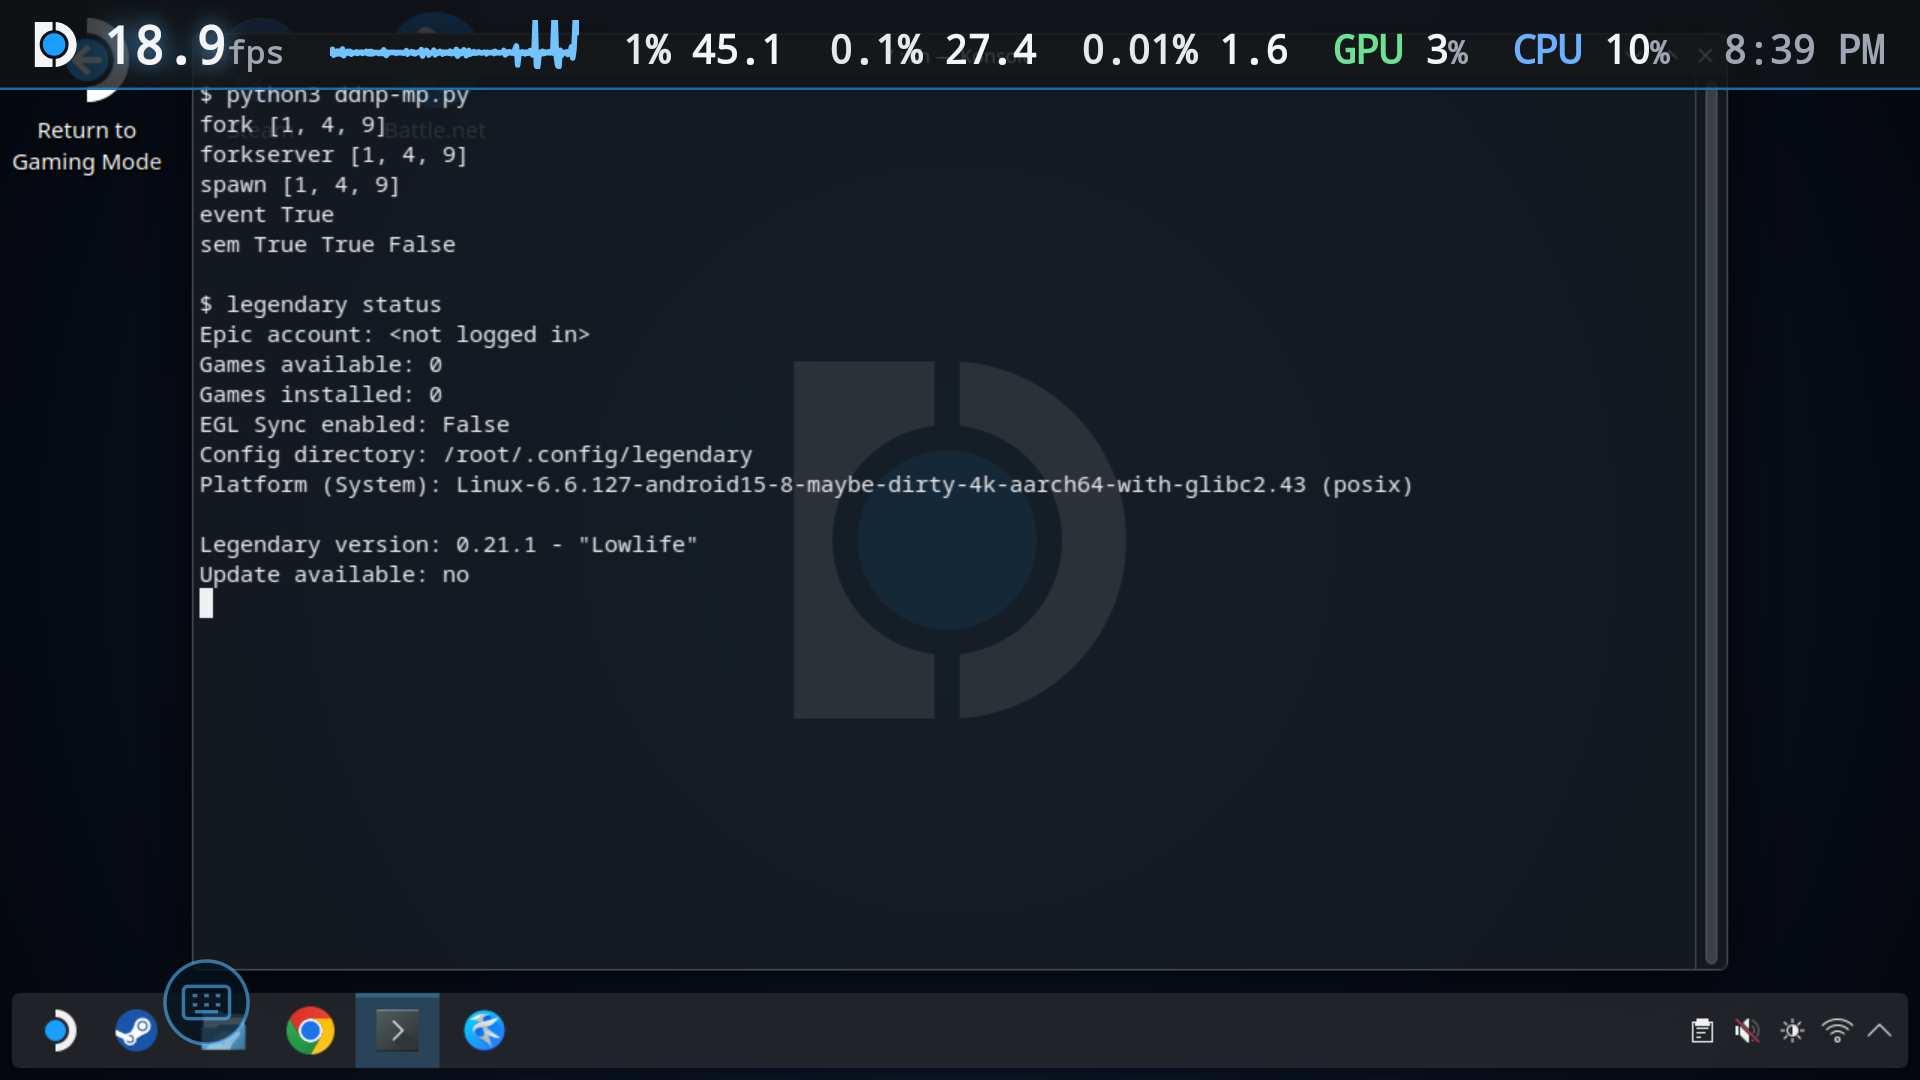 18.9fps 1% 45.1 0.1% 27.4 0.01% 1.6 GPU 3% CPU 10% 8:39 PM
Return to
Gaming Mode
Battle.net
$ python3 ddnp-mp.py
fork [1, 4, 9]
forkserver [1, 4, 9]
spawn [1, 4, 9]
event True
sem True True False
$ legendary status
Epic account: <not logged in>
Games available: 0
Games installed: 0
EGL Sync enabled: False
Config directory: /root/.config/legendary
Platform (System): Linux-6.6.127-android15-8-maybe-dirty-4k-aarch64-with-glibc2.43 (posix)
Legendary version: 0.21.1 - "Lowlife"
Update available: no